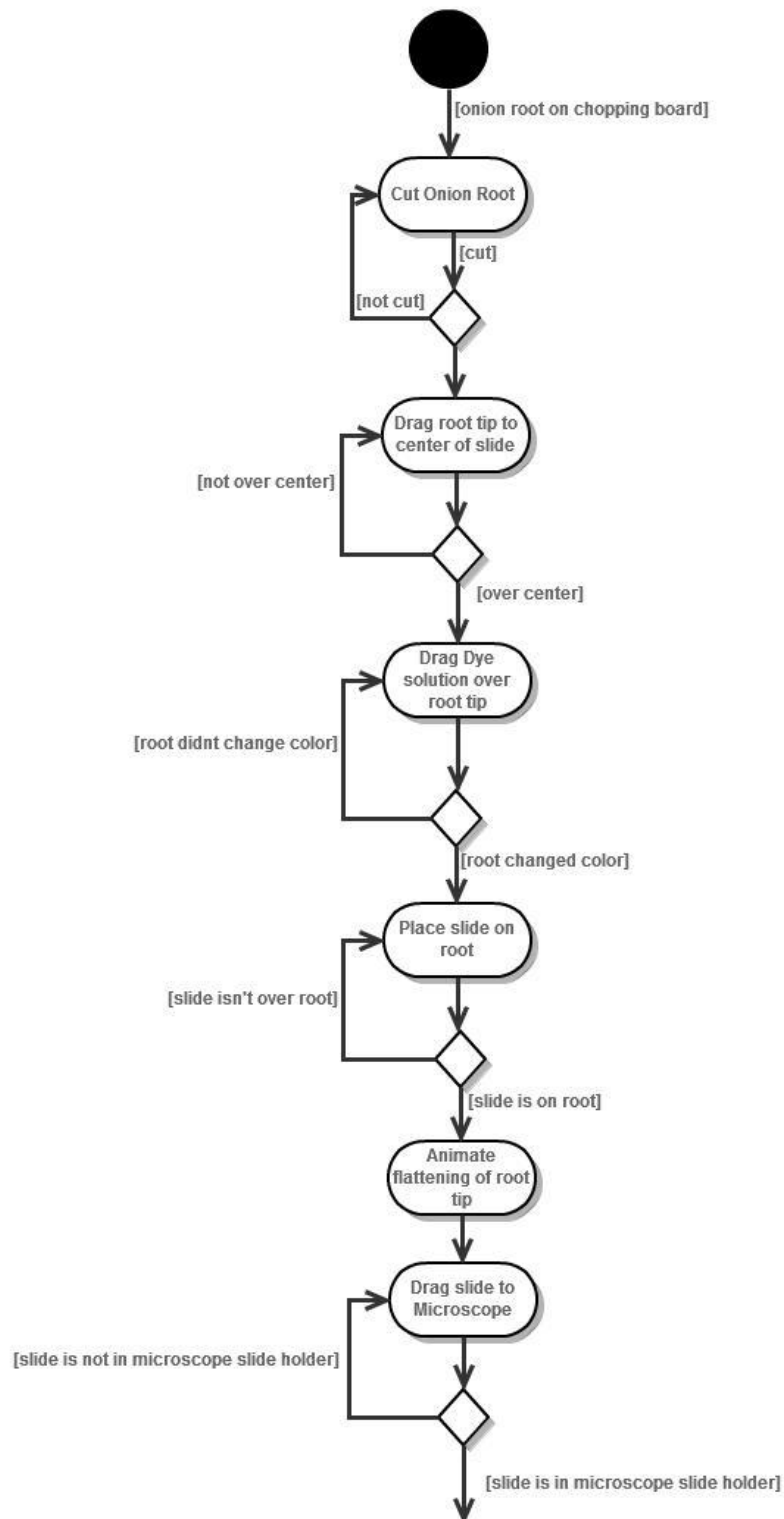 [onion root on chopping board]
Cut Onion Root
[cut]
[not cut]
Drag root tip to
center of slide
[not over center]
[over center]
Drag Dye
solution over
root tip
[root didnt change color]
[root changed color]
Place slide on
root
[slide isn't over root]
[slide is on root]
Animate
flattening of root
tip
Drag slide to
Microscope
[slide is not in microscope slide holder]
[slide is in microscope slide holder]